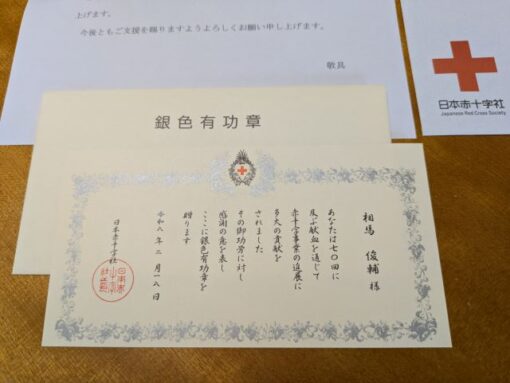 上げます。
今後ともご支援を賜りますようよろしくお願い申し上げます。
敬具
日本赤十字社
Japanese Red Cross Society
銀色有功章
相馬 俊輔 様
あなたは七〇回に
及ぶ献血を通じて
赤十字事業の進展に
多大の貢献を
されました
その御功労に対し
感謝の意を表し
ここに銀色有功章を
贈ります
令和八年二月一八日
日本赤十字社